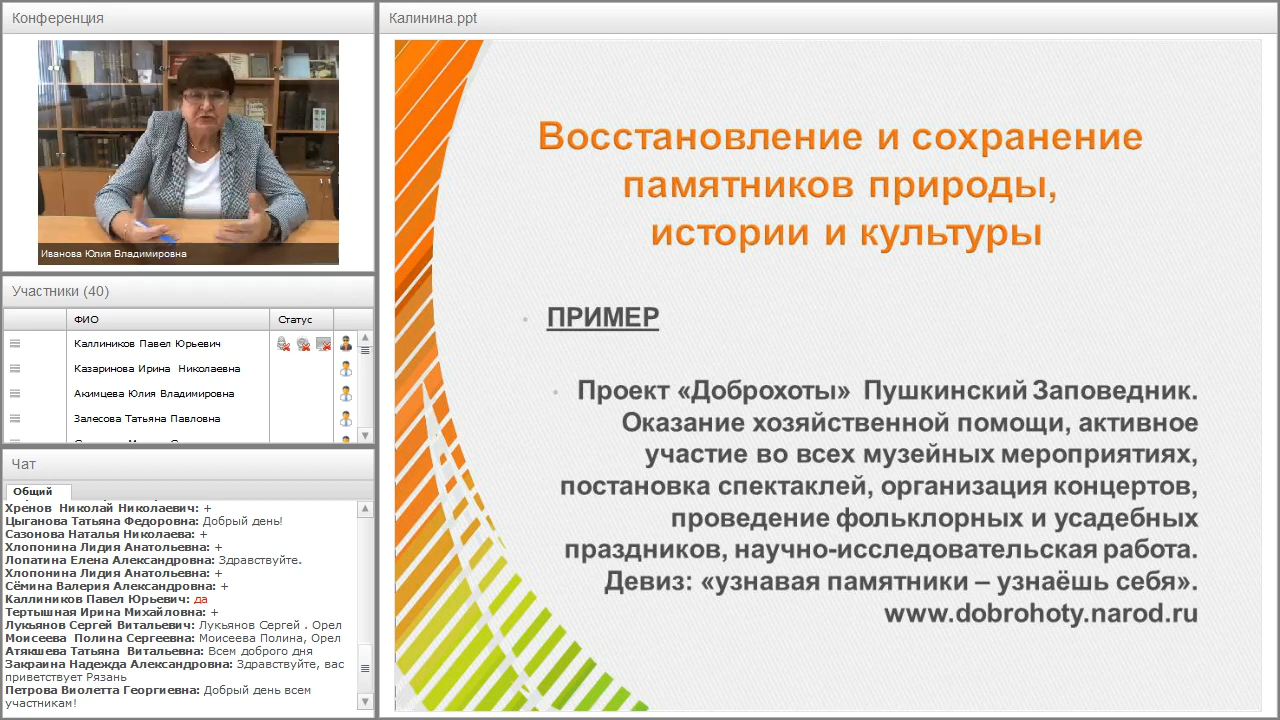 Конференция
Иванова Юлия Владимировна
Участники (40)
ФИО Статус
Каллиников Павел Юрьевич
Казаринова Ирина Николаевна
Акимцева Юлия Владимировна
Залесова Татьяна Павловна
Чат
Общий
Хренов Николай Николаевич: +
Цыганова Татьяна Федоровна: Добрый день!
Сазонова Наталья Николаева: +
Хлопонина Лидия Анатольевна: +
Лопатина Елена Александровна: Здравствуйте.
Хлопонина Лидия Анатольевна: +
Сёмина Валерия Александровна: +
Каллиников Павел Юрьевич: да
Тертышная Ирина Михайловна: +
Лукьянов Сергей Витальевич: Лукьянов Сергей . Орел
Моисеева Полина Сергеевна: Моисеева Полина, Орел
Атякшева Татьяна Витальевна: Всем доброго дня
Закраина Надежда Александровна: Здравствуйте, вас
приветствует Рязань
Петрова Виолетта Георгиевна: Добрый день всем
участникам!
Калинина.ppt
Восстановление и сохранение
памятников природы,
истории и культуры
ПРИМЕР
Проект «Доброхоты» Пушкинский Заповедник.
Оказание хозяйственной помощи, активное
участие во всех музейных мероприятиях,
постановка спектаклей, организация концертов,
проведение фольклорных и усадебных
праздников, научно-исследовательская работа.
Девиз: «узнавая памятники – узнаёшь себя».
www.dobrohoty.narod.ru